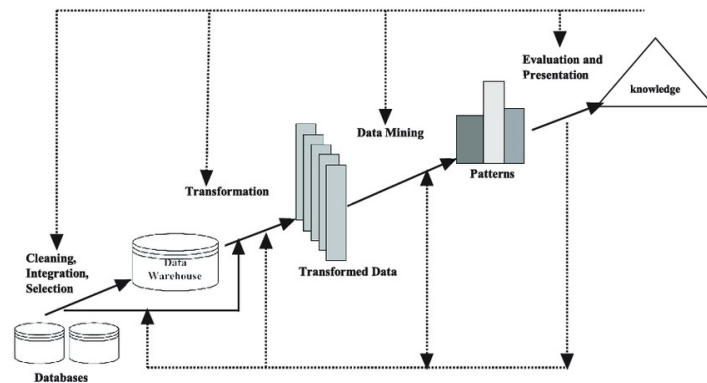 Evaluation and
Presentation
knowledge
Data Mining
Patterns
Transformation
Transformed Data
Cleaning,
Integration,
Selection
Data
Warehouse
Databases